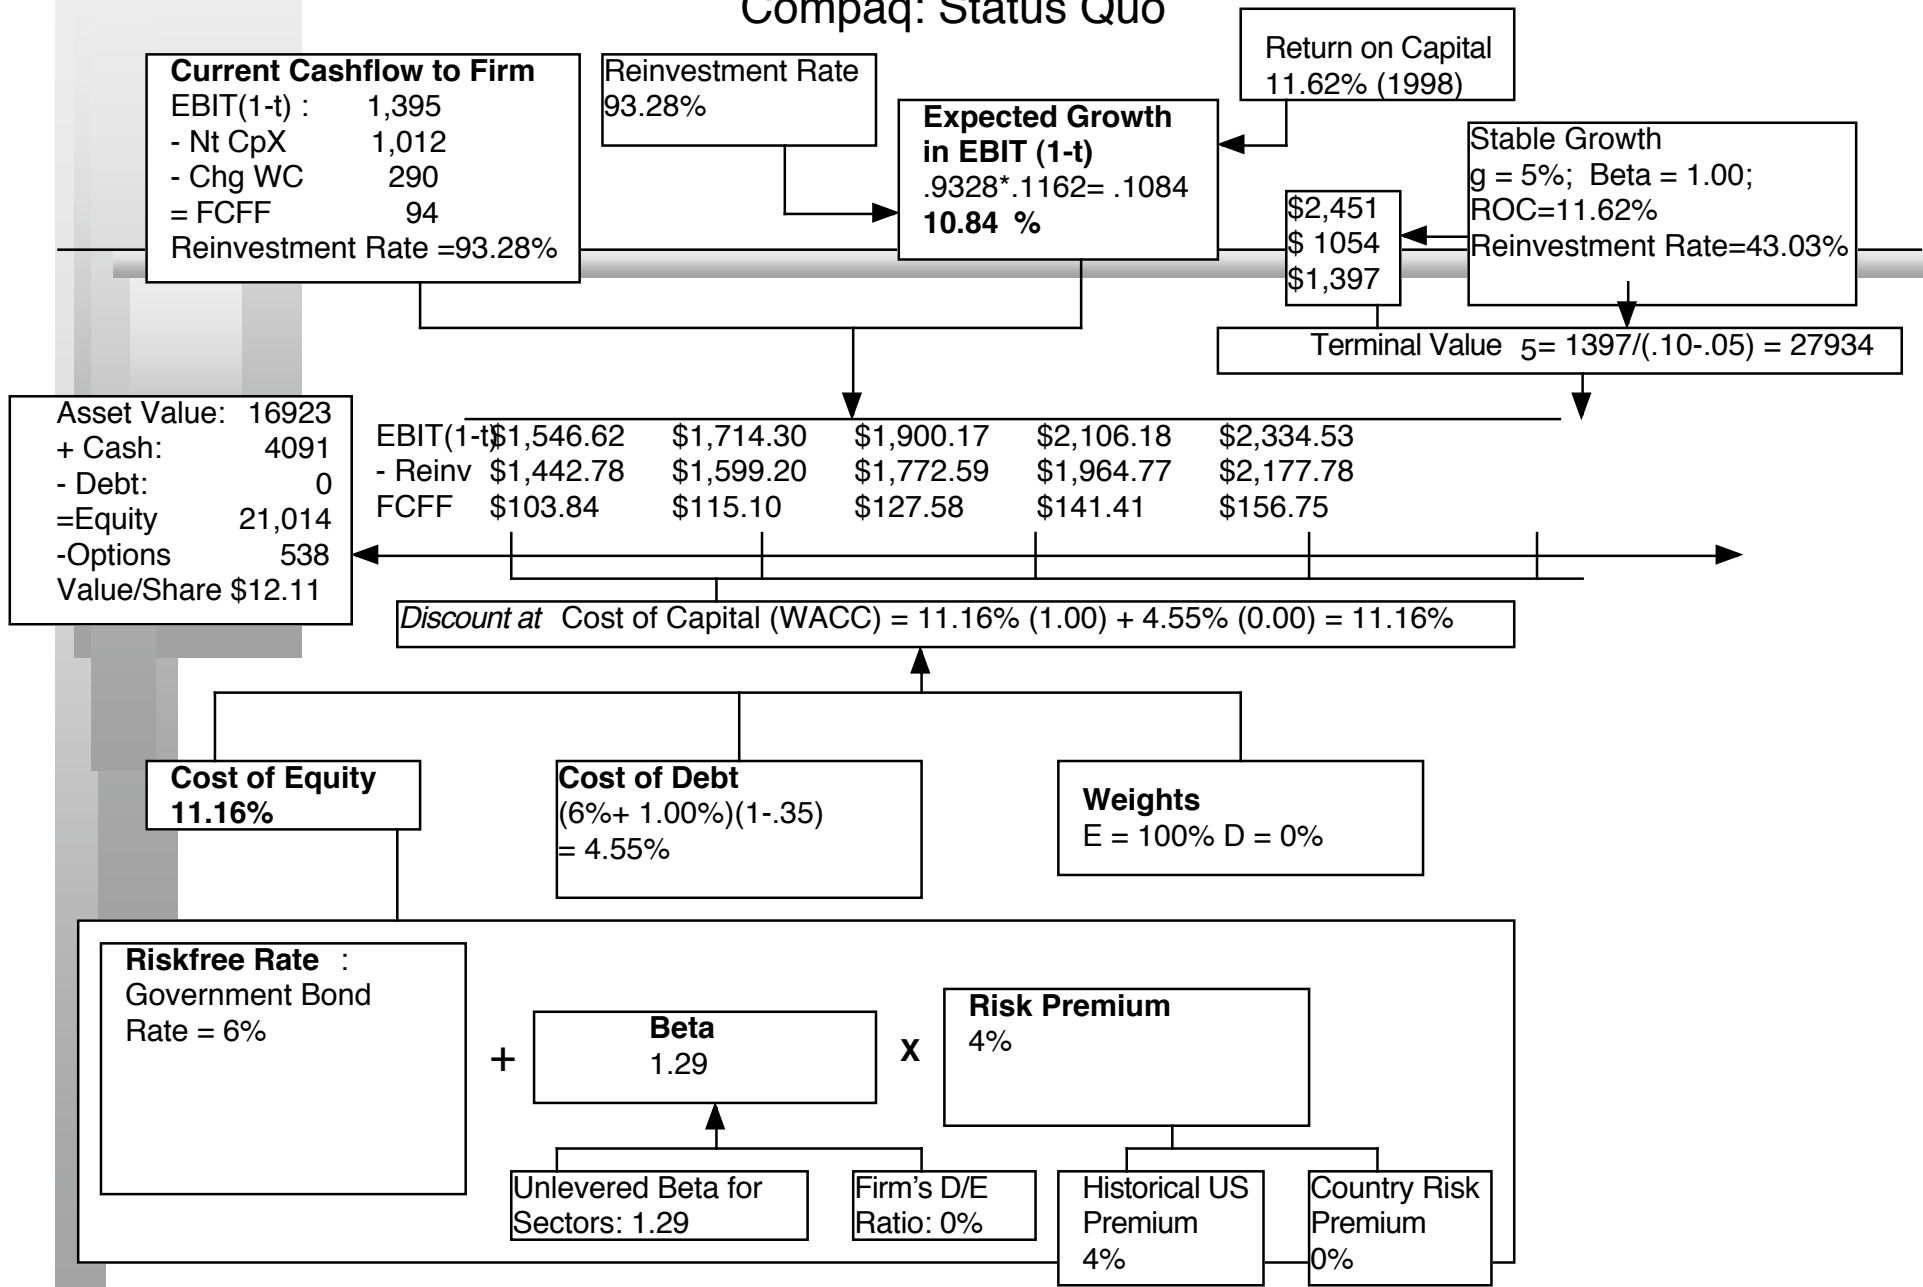 Compaq: Status Quo
Current Cashflow to Firm
EBIT(1-t) : 1,395
- Nt CpX 1,012
- Chg WC 290
= FCFF 94
Reinvestment Rate =93.28%
Reinvestment Rate
93.28%
Expected Growth
in EBIT (1-t)
.9328*.1162= .1084
10.84 %
Return on Capital
11.62% (1998)
Stable Growth
g = 5%; Beta = 1.00;
ROC=11.62%
Reinvestment Rate=43.03%
$2,451
$ 1054
$1,397
Terminal Value 5= 1397/(.10-.05) = 27934
Asset Value: 16923
+ Cash: 4091
- Debt: 0
=Equity 21,014
-Options 538
Value/Share $12.11
EBIT(1-t) $1,546.62 $1,714.30 $1,900.17 $2,106.18 $2,334.53
- Reinv $1,442.78 $1,599.20 $1,772.59 $1,964.77 $2,177.78
FCFF $103.84 $115.10 $127.58 $141.41 $156.75
Discount at Cost of Capital (WACC) = 11.16% (1.00) + 4.55% (0.00) = 11.16%
Cost of Equity
11.16%
Cost of Debt
(6%+ 1.00%)(1-.35)
= 4.55%
Weights
E = 100% D = 0%
Riskfree Rate :
Government Bond
Rate = 6%
+
Beta
1.29
X
Risk Premium
4%
Unlevered Beta for
Sectors: 1.29
Firm's D/E
Ratio: 0%
Historical US
Premium
4%
Country Risk
Premium
0%